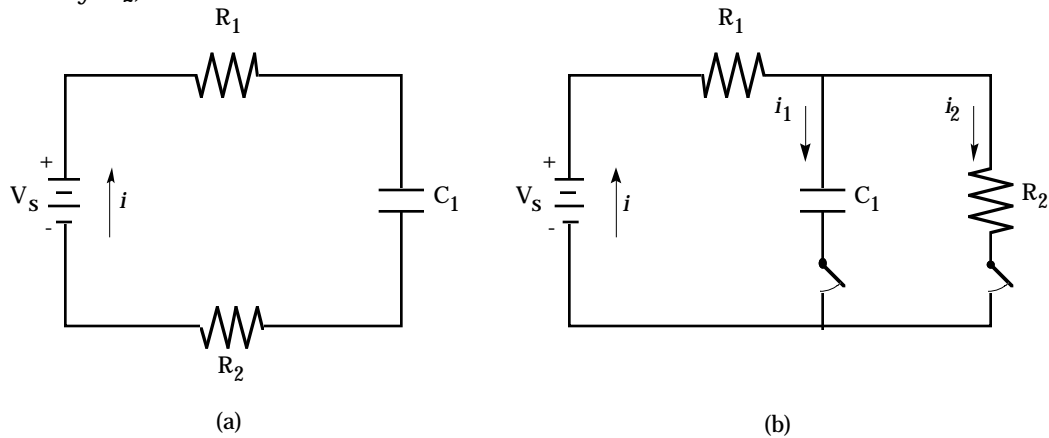 R₁
+
Vₛ
i
-
C₁
R₂
(a)
R₁
i₁
i₂
+
Vₛ
i
-
C₁
R₂
(b)